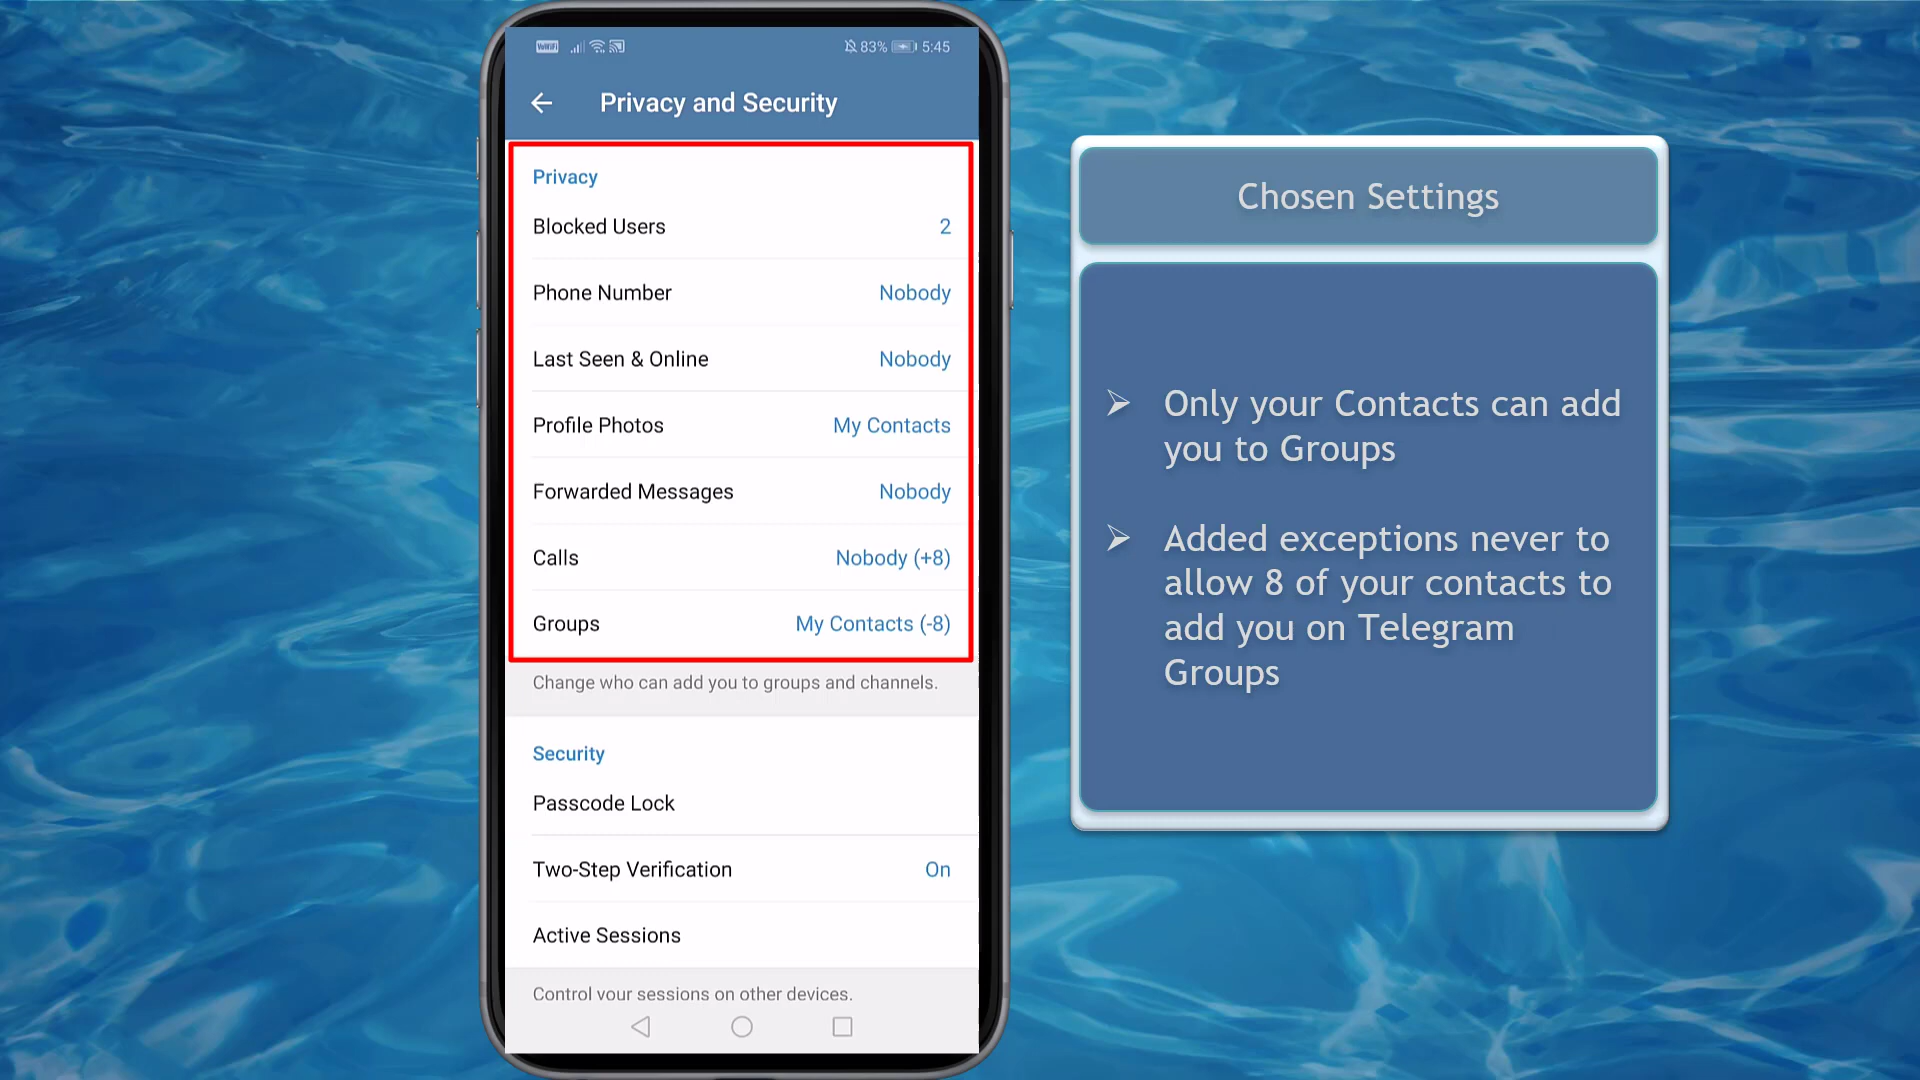 VoWiFi 83% 5:45
Privacy and Security
Privacy
Blocked Users 2
Phone Number Nobody
Last Seen & Online Nobody
Profile Photos My Contacts
Forwarded Messages Nobody
Calls Nobody (+8)
Groups My Contacts (-8)
Change who can add you to groups and channels.
Security
Passcode Lock
Two-Step Verification On
Active Sessions
Control your sessions on other devices.
Chosen Settings
Only your Contacts can add
you to Groups
Added exceptions never to
allow 8 of your contacts to
add you on Telegram
Groups